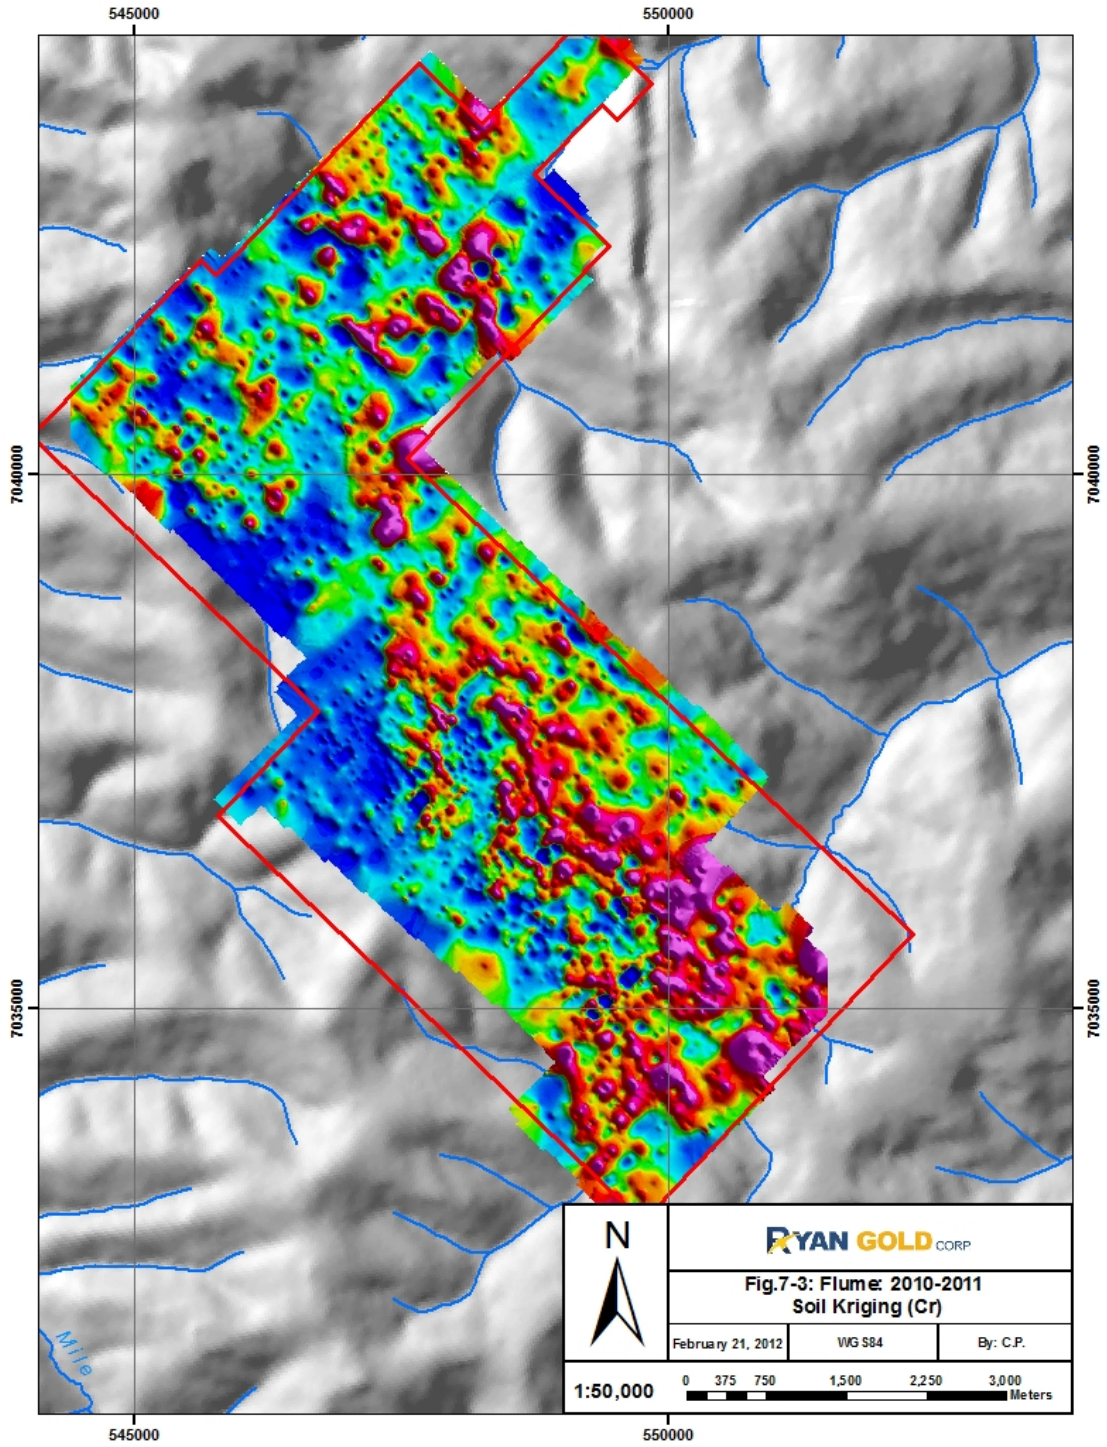 545000
550000
7040000
7040000
7035000
7035000
Mile
N
RYAN GOLD CORP
Fig.7-3: Flume: 2010-2011
Soil Kriging (Cr)
February 21, 2012
WGS84
By: C.P.
1:50,000
0 375 750 1,500 2,250 3,000
Meters
545000
550000